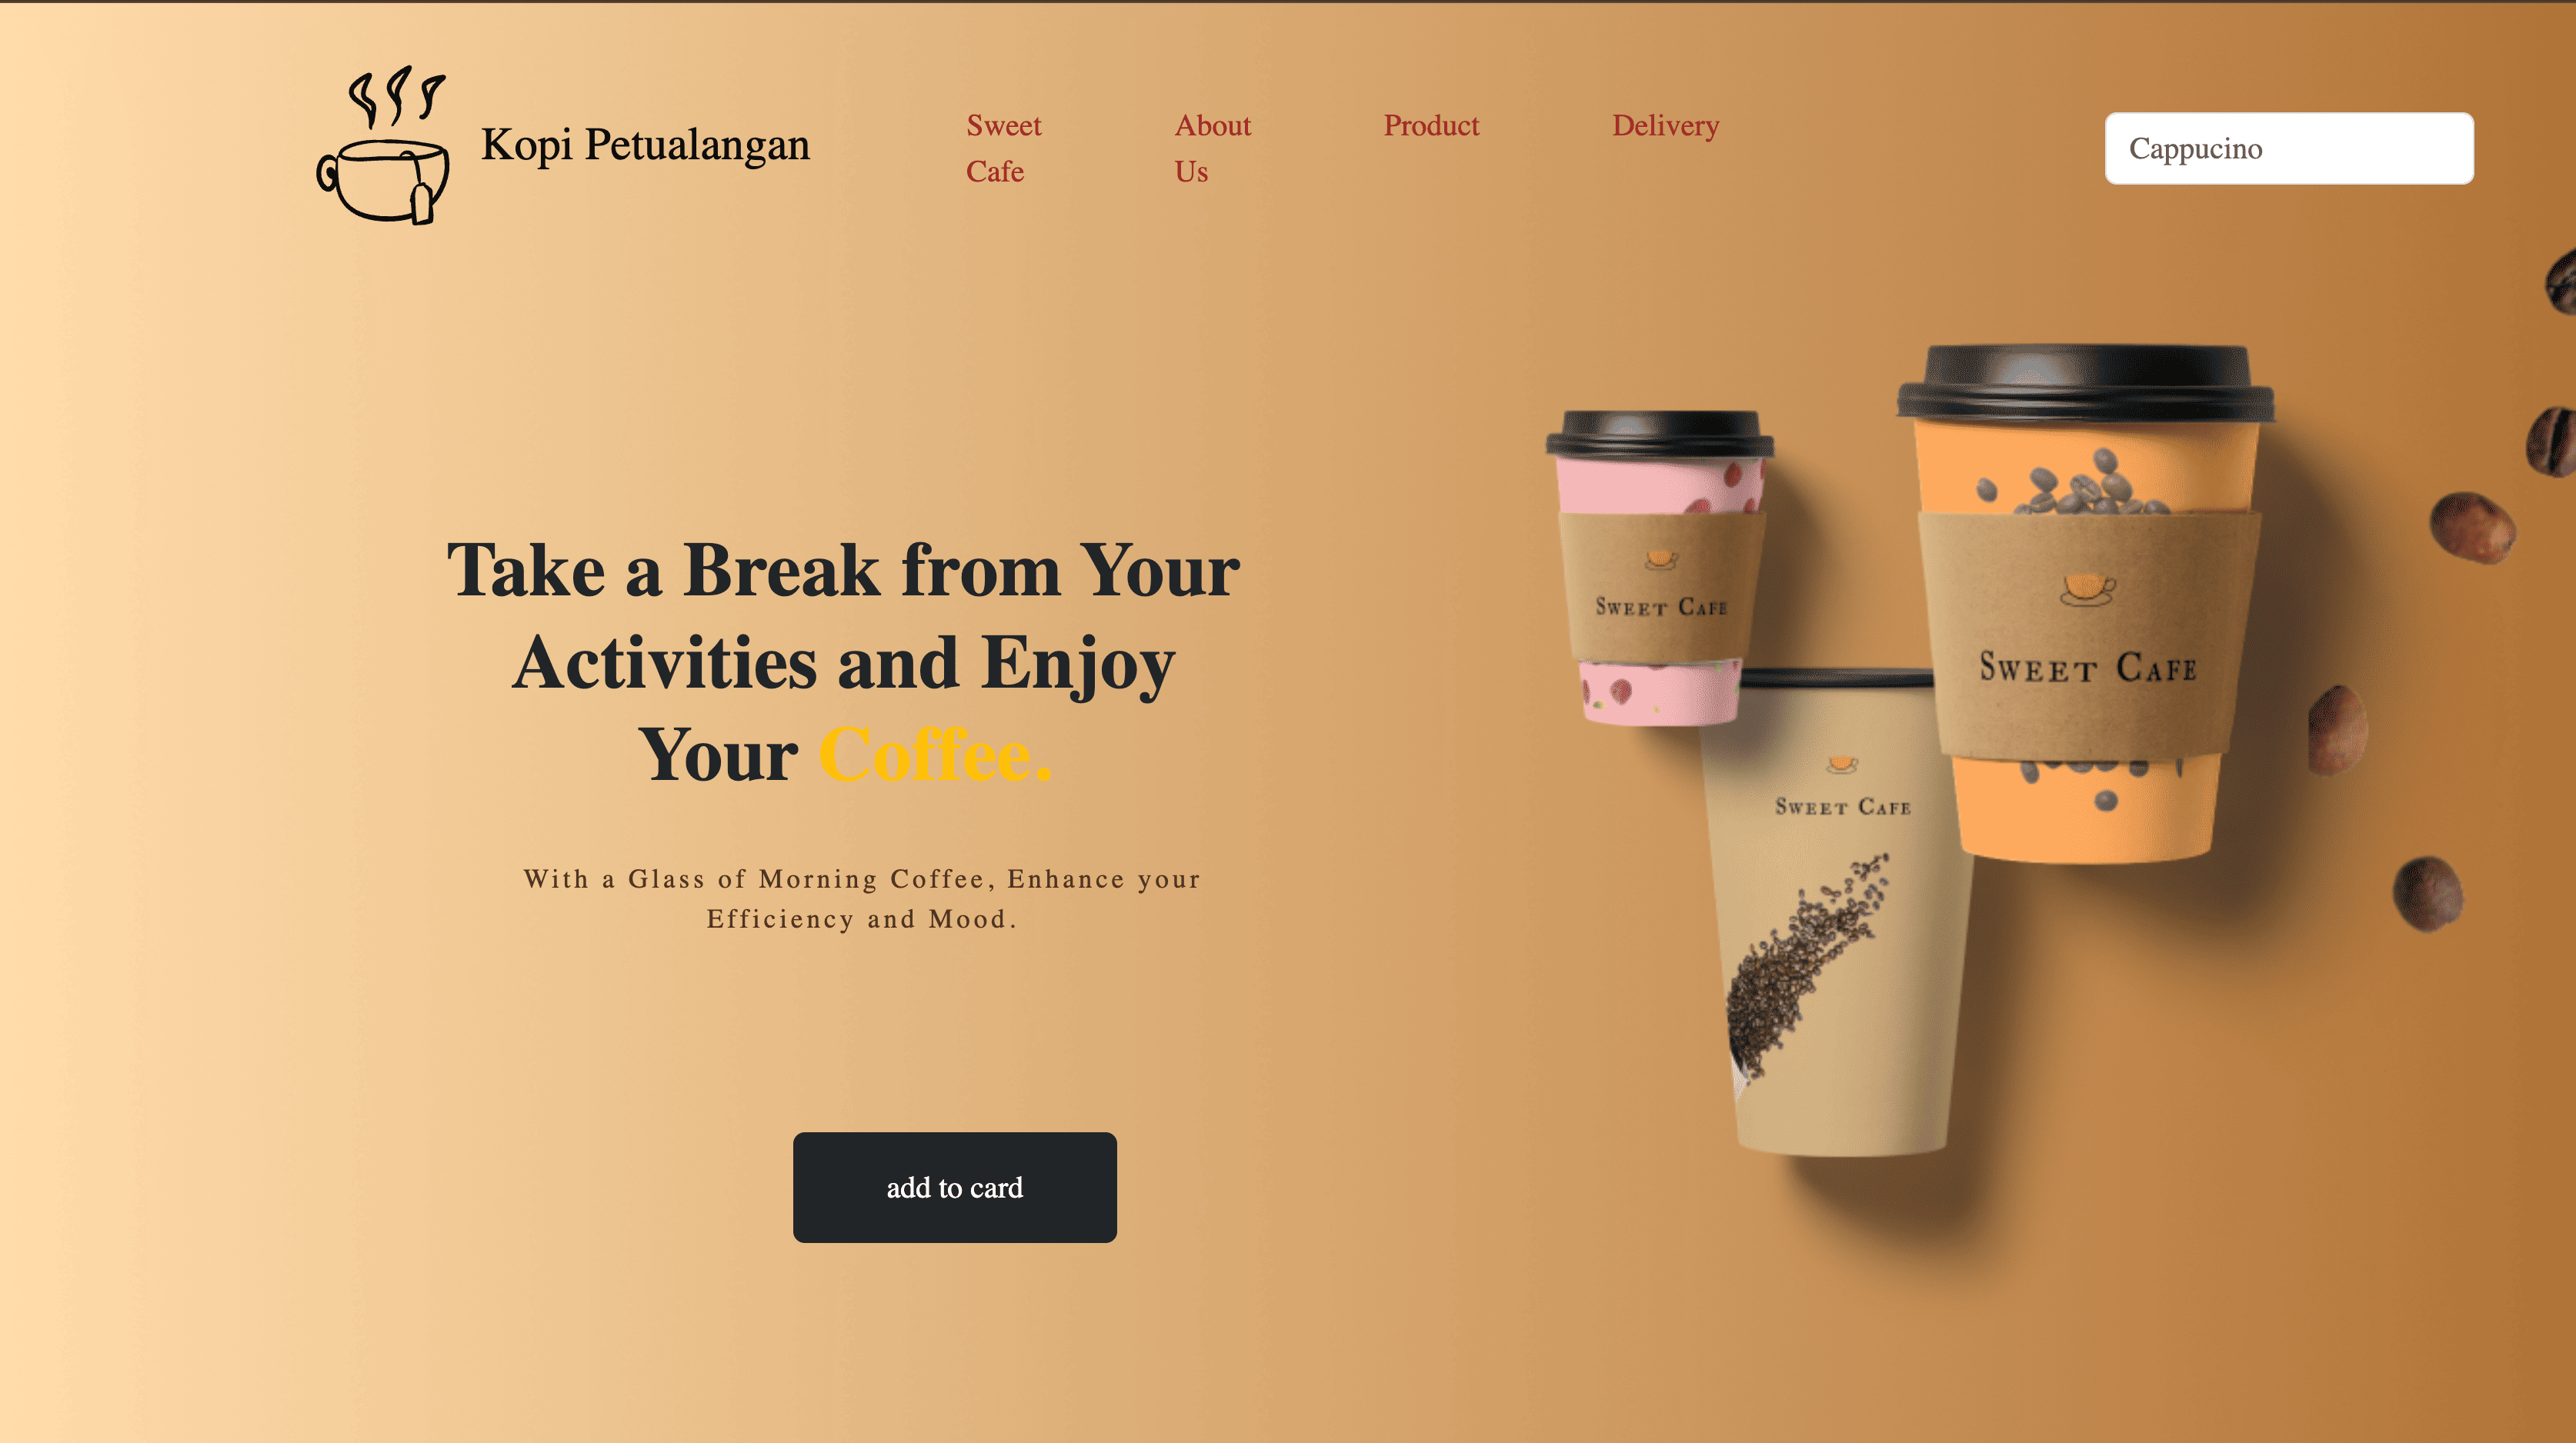 Kopi Petualangan
Sweet
Cafe
About
Us
Product
Delivery
Cappucino
Take a Break from Your
Activities and Enjoy
Your Coffee.
With a Glass of Morning Coffee, Enhance your
Efficiency and Mood.
add to card
SWEET CAFE
SWEET CAFE
SWEET CAFE